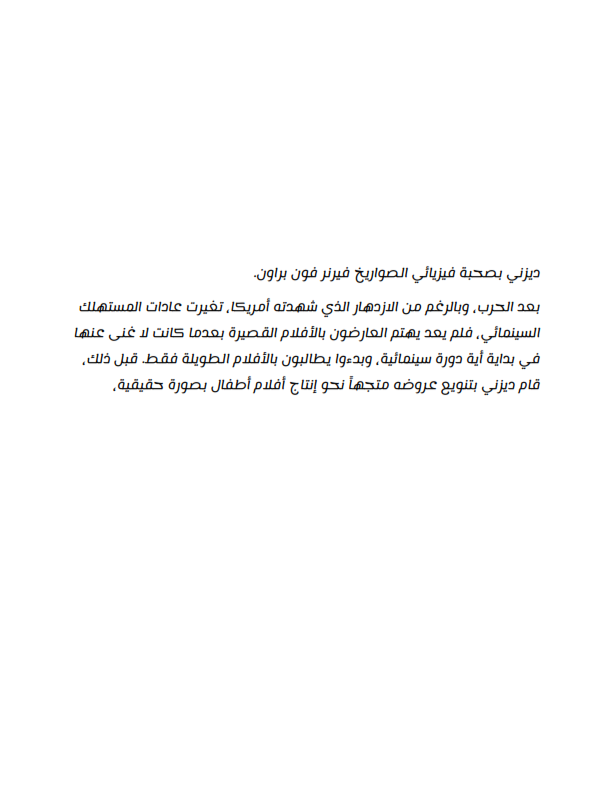 ديزني بصحبة فيزيائي الصواريخ فيرنر فون براون.
بعد الحرب، وبالرغم من الازدهار الذي شهدته أمريكا، تغيرت عادات المستهلك
السينمائي، فلم يعد يهتم العارضون بالأفلام القصيرة بعدما كانت لا غنى عنها
في بداية أية دورة سينمائية، وبدءوا يطالبون بالأفلام الطويلة فقط. قبل ذلك،
قام ديزني بتنويع عروضه متجهاً نحو إنتاج أفلام أطفال بصورة حقيقية،